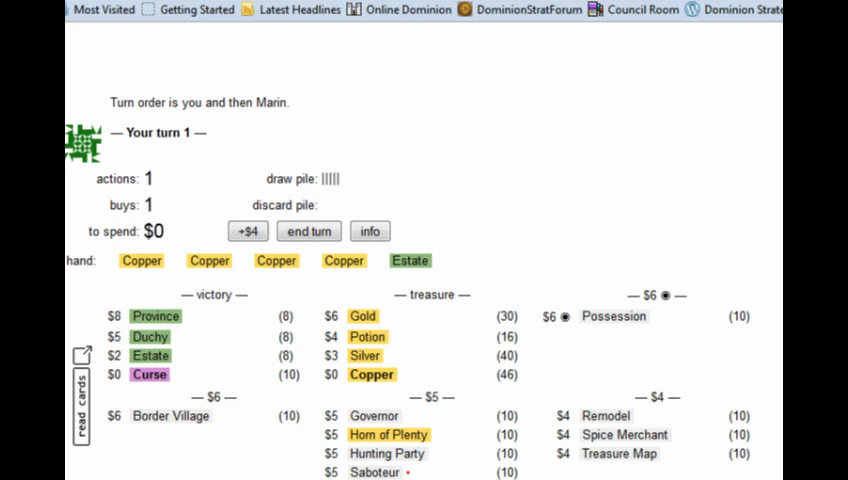 Most Visited Getting Started Latest Headlines Online Dominion DominionStratForum Council Room Dominion Strate
Turn order is you and then Marin.
— Your turn 1 —
actions: 1 draw pile: |||||
buys: 1 discard pile:
to spend: $0 +$4 end turn info
hand: Copper Copper Copper Copper Estate
— victory — — treasure — — $6 ◉ —
$8 Province (8) $6 Gold (30) $6 ◉ Possession (10)
$5 Duchy (8) $4 Potion (16)
$2 Estate (8) $3 Silver (40)
$0 Curse (10) $0 Copper (46)
read cards
— $6 — — $5 — — $4 —
$6 Border Village (10) $5 Governor (10) $4 Remodel (10)
$5 Horn of Plenty (10) $4 Spice Merchant (10)
$5 Hunting Party (10) $4 Treasure Map (10)
$5 Saboteur • (10)